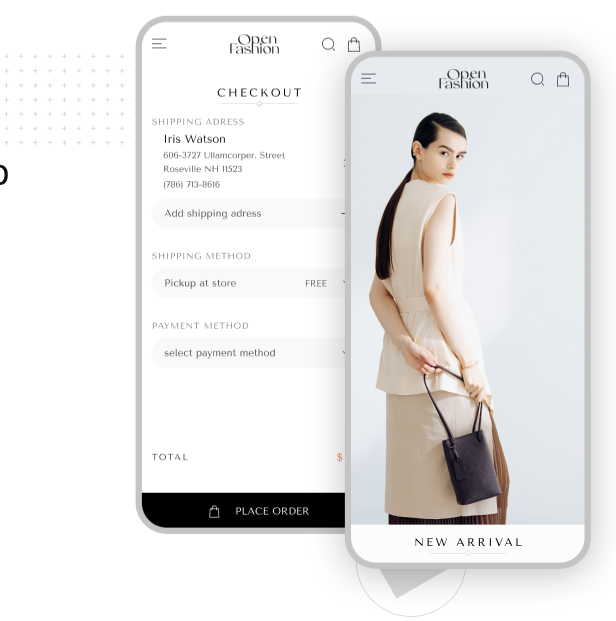 Open
Fashion
CHECKOUT
SHIPPING ADRESS
Iris Watson
606-3727 Ullamcorper. Street
Roseville NH 11523
(786) 713-8616
Add shipping adress
SHIPPING METHOD
Pickup at store FREE
PAYMENT METHOD
select payment method
TOTAL $
PLACE ORDER
Open
Fashion
NEW ARRIVAL